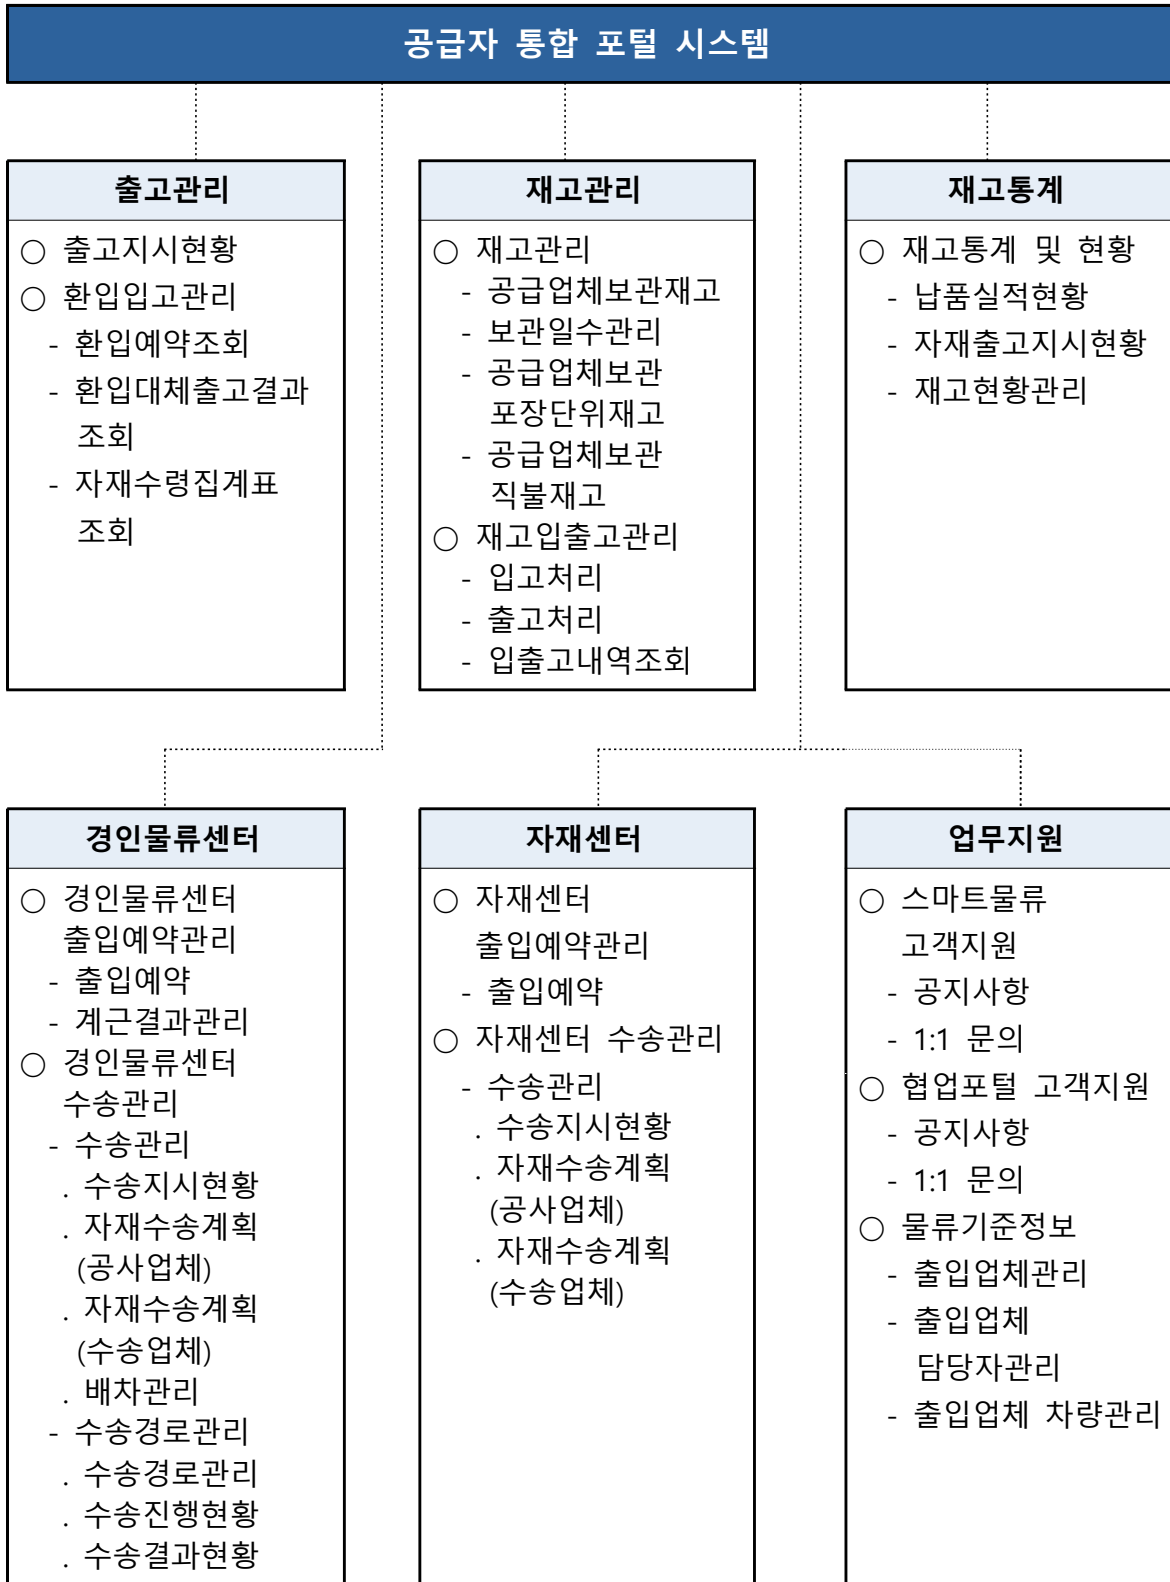 공급자 통합 포털 시스템
출고관리
○ 출고지시현황
○ 환입입고관리
- 환입예약조회
- 환입대체출고결과
조회
- 자재수령집계표
조회
재고관리
○ 재고관리
- 공급업체보관재고
- 보관일수관리
- 공급업체보관
포장단위재고
- 공급업체보관
직불재고
○ 재고입출고관리
- 입고처리
- 출고처리
- 입출고내역조회
재고통계
○ 재고통계 및 현황
- 납품실적현황
- 자재출고지시현황
- 재고현황관리
경인물류센터
○ 경인물류센터
출입예약관리
- 출입예약
- 계근결과관리
○ 경인물류센터
수송관리
- 수송관리
. 수송지시현황
. 자재수송계획
(공사업체)
. 자재수송계획
(수송업체)
. 배차관리
- 수송경로관리
. 수송경로관리
. 수송진행현황
. 수송결과현황
자재센터
○ 자재센터
출입예약관리
- 출입예약
○ 자재센터 수송관리
- 수송관리
. 수송지시현황
. 자재수송계획
(공사업체)
. 자재수송계획
(수송업체)
업무지원
○ 스마트물류
고객지원
- 공지사항
- 1:1 문의
○ 협업포털 고객지원
- 공지사항
- 1:1 문의
○ 물류기준정보
- 출입업체관리
- 출입업체
담당자관리
- 출입업체 차량관리